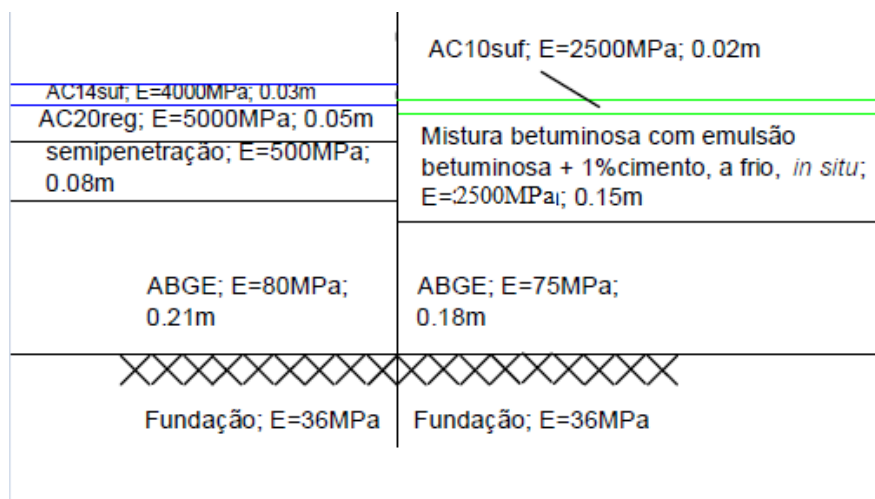 AC14suf; E=4000MPa; 0.03m
AC20reg; E=5000MPa; 0.05m
semipenetração; E=500MPa;
0.08m
ABGE; E=80MPa;
0.21m
Fundação; E=36MPa
AC10suf; E=2500MPa; 0.02m
Mistura betuminosa com emulsão
betuminosa + 1%cimento, a frio, in situ;
E=2500MPa; 0.15m
ABGE; E=75MPa;
0.18m
Fundação; E=36MPa